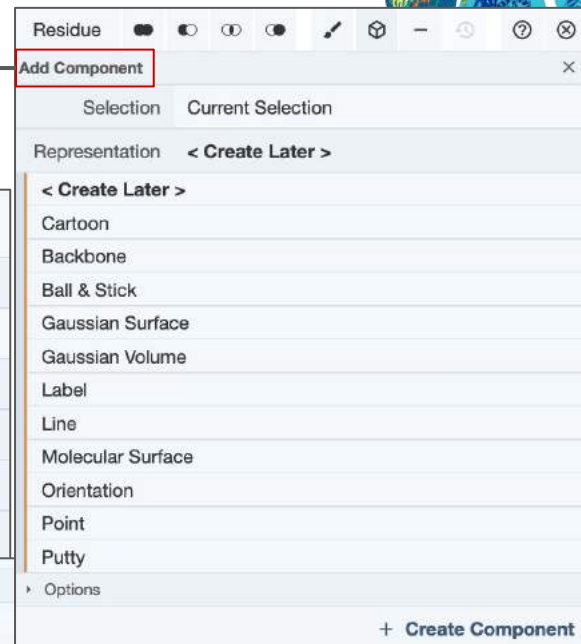 Residue
Add Component
Selection Current Selection
Representation < Create Later >
< Create Later >
Cartoon
Backbone
Ball & Stick
Gaussian Surface
Gaussian Volume
Label
Line
Molecular Surface
Orientation
Point
Putty
Options
+ Create Component